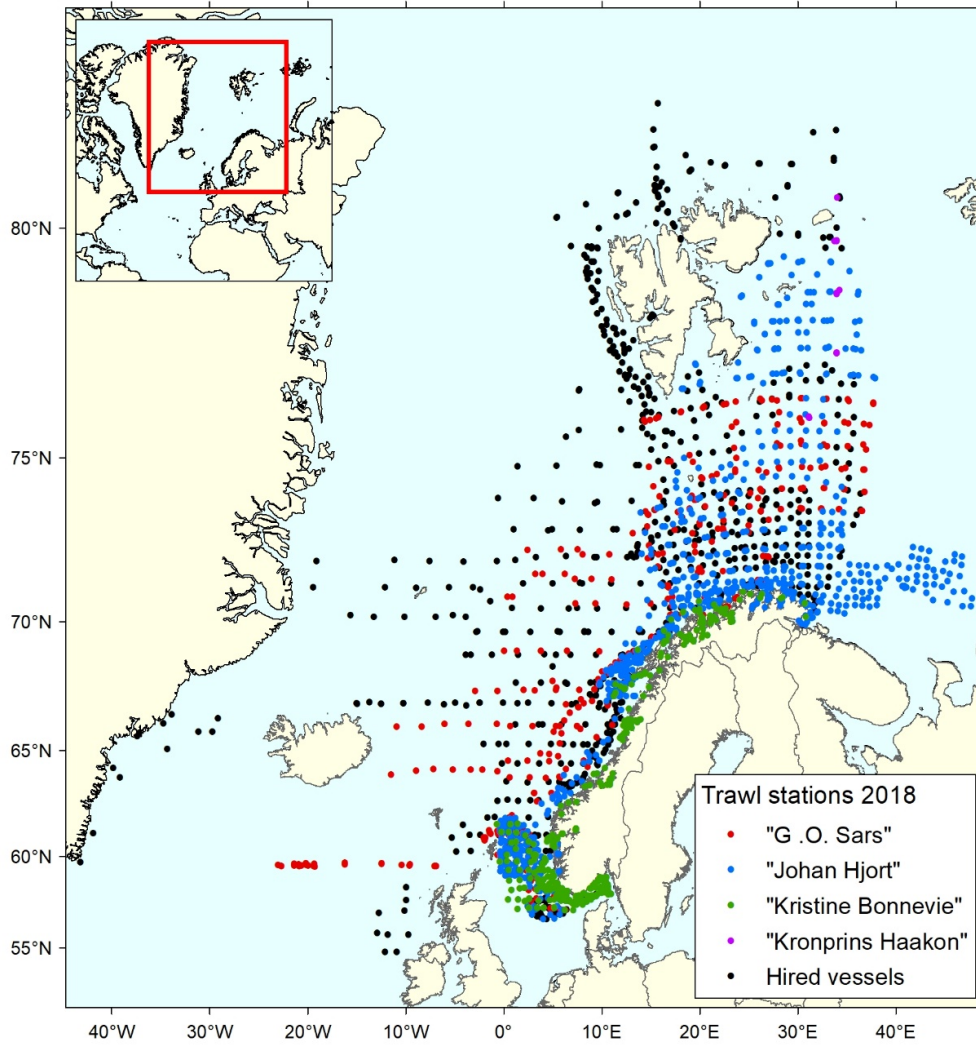 80°N
75°N
70°N
65°N
60°N
55°N
Trawl stations 2018
"G .O. Sars"
"Johan Hjort"
"Kristine Bonnevie"
"Kronprins Haakon"
Hired vessels
40°W 30°W 20°W 10°W 0° 10°E 20°E 30°E 40°E